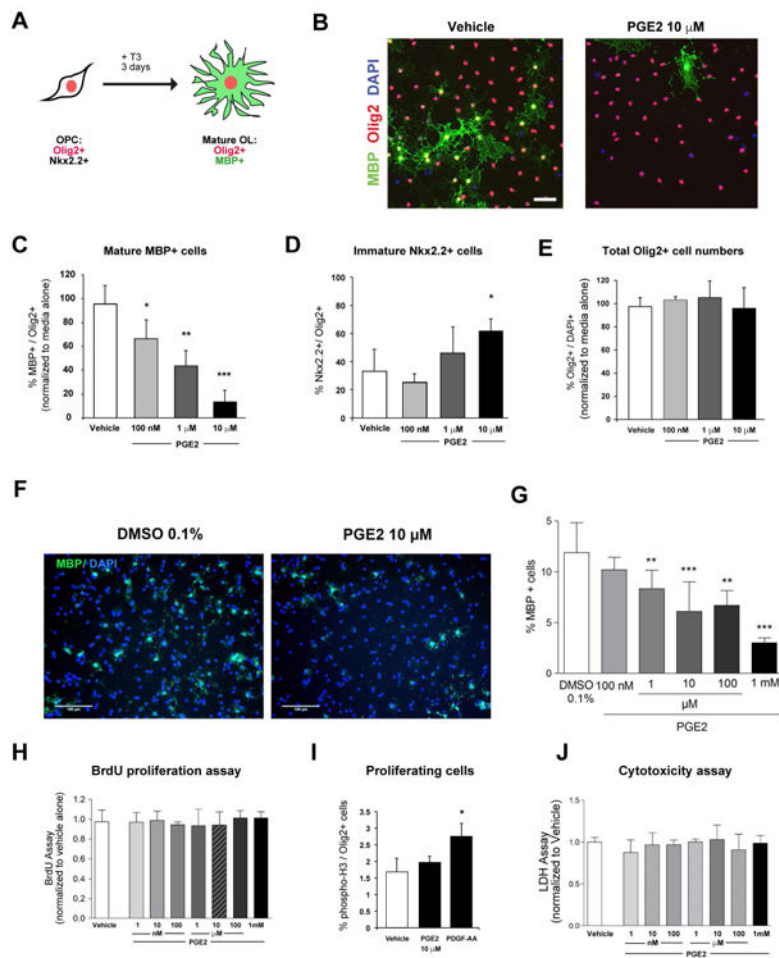 A
+ T3
3 days
OPC:
Olig2+
Nkx2.2+
Mature OL:
Olig2+
MBP+
B
Vehicle
PGE2 10 μM
MBP Olig2 DAPI
C
Mature MBP+ cells
% MBP+ / Olig2+
(normalized to media alone)
120
100
80
60
40
20
0
*
**
***
Vehicle
100 nM
1 μM
10 μM
PGE2
D
Immature Nkx2.2+ cells
% Nkx2.2+/ Olig2+
100
80
60
40
20
0
*
Vehicle
100 nM
1 μM
10 μM
PGE2
E
Total Olig2+ cell numbers
% Olig2+ / DAPI+
(normalized to media alone)
120
100
80
60
40
20
0
Vehicle
100 nM
1 μM
10 μM
PGE2
F
DMSO 0.1%
PGE2 10 μM
MBP/ DAPI
G
% MBP + cells
5
10
5
0
**
***
**
***
DMSO
0.1%
100 nM
1
10
100
1 mM
μM
PGE2
H
BrdU proliferation assay
BrdU Assay
(normalized to vehicle alone)
1.2
1.0
0.8
0.6
0.4
0.2
0
Vehicle
1
10
100
1
10
100
1mM
nM
μM
PGE2
I
Proliferating cells
% phospho-H3 / Olig2+ cells
3.5
3
2.5
2
1.5
1
0.5
0
*
Vehicle
PGE2
10 μM
PDGF-AA
J
Cytotoxicity assay
LDH Assay
(normalized to Vehicle)
1.5
1.0
0.5
0
Vehicle
1
10
100
1
10
100
1mM
nM
μM
PGE2